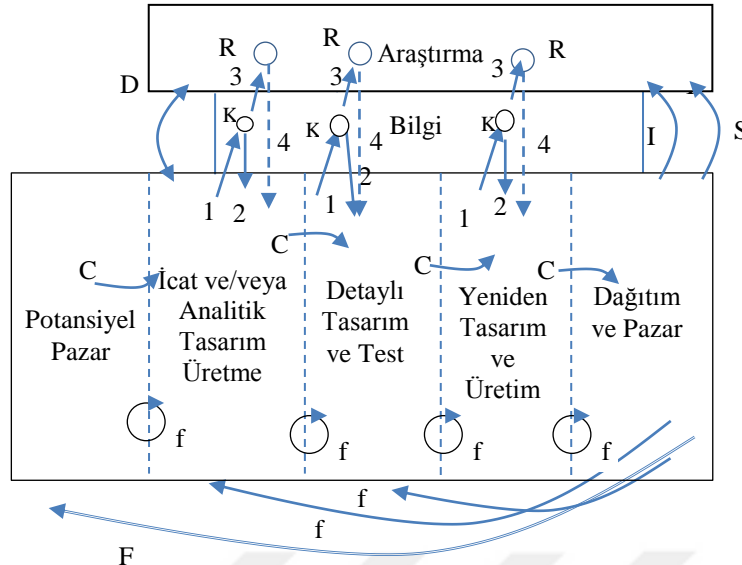 R R Araştırma R
3 3 3
D
K K Bilgi K I S
4 4 4
1 2 1 2 1 2
C C C C
Potansiyel
Pazar
İcat ve/veya
Analitik
Tasarım
Üretme
Detaylı
Tasarım
ve Test
Yeniden
Tasarım
ve
Üretim
Dağıtım
ve Pazar
f f f f
f
f
F